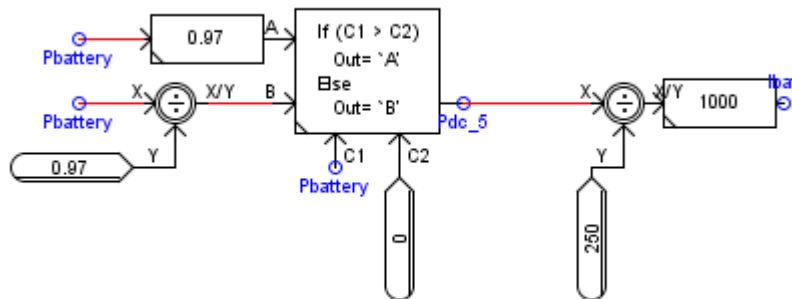 Pbattery
0.97
A
If (C1 > C2)
Out= `A'
Else
Out= `B'
Pbattery
X
÷
X/Y
B
Y
0.97
C1
Pbattery
C2
0
Pdc_5
X
÷
X/Y
Y
250
1000